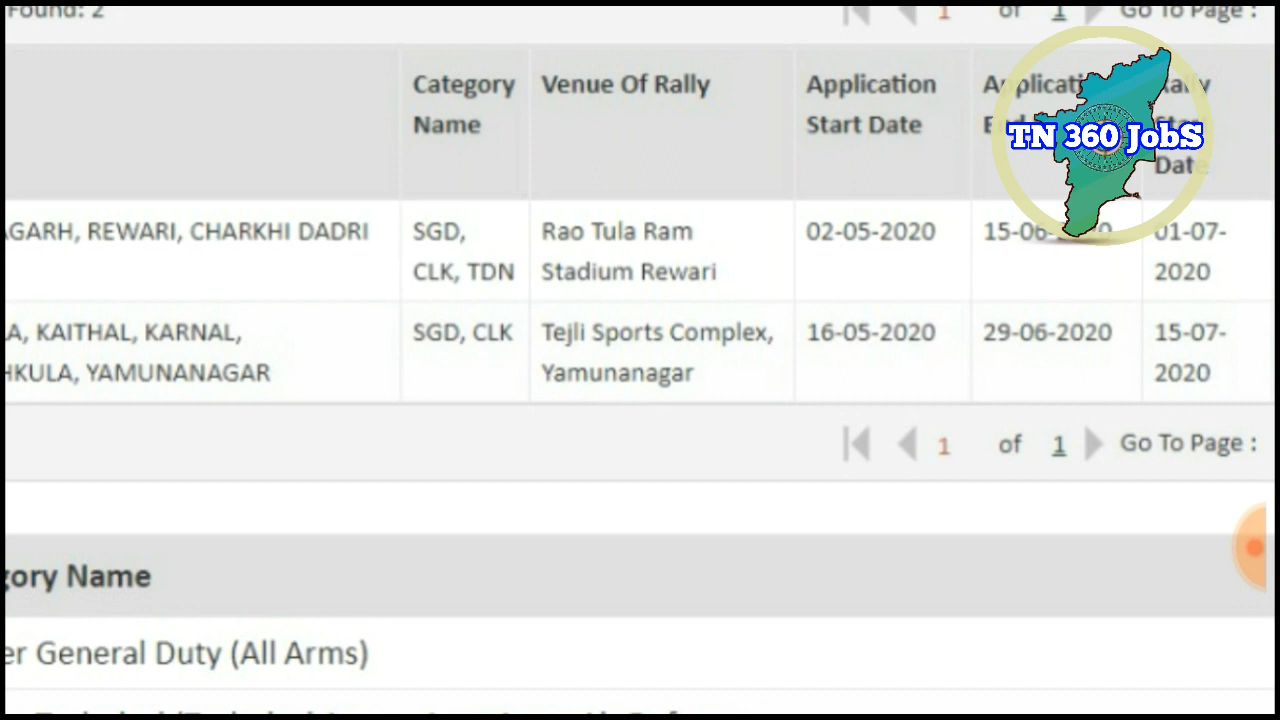 Found: 2
1 of 1 Go To Page :
Category Name
Venue Of Rally
Application Start Date
Date
TN 360 JobS
AGARH, REWARI, CHARKHI DADRI
SGD, CLK, TDN
Rao Tula Ram Stadium Rewari
02-05-2020
01-07-2020
A, KAITHAL, KARNAL,
HKULA, YAMUNANAGAR
SGD, CLK
Tejli Sports Complex, Yamunanagar
16-05-2020
29-06-2020
15-07-2020
1 of 1 Go To Page :
gory Name
er General Duty (All Arms)